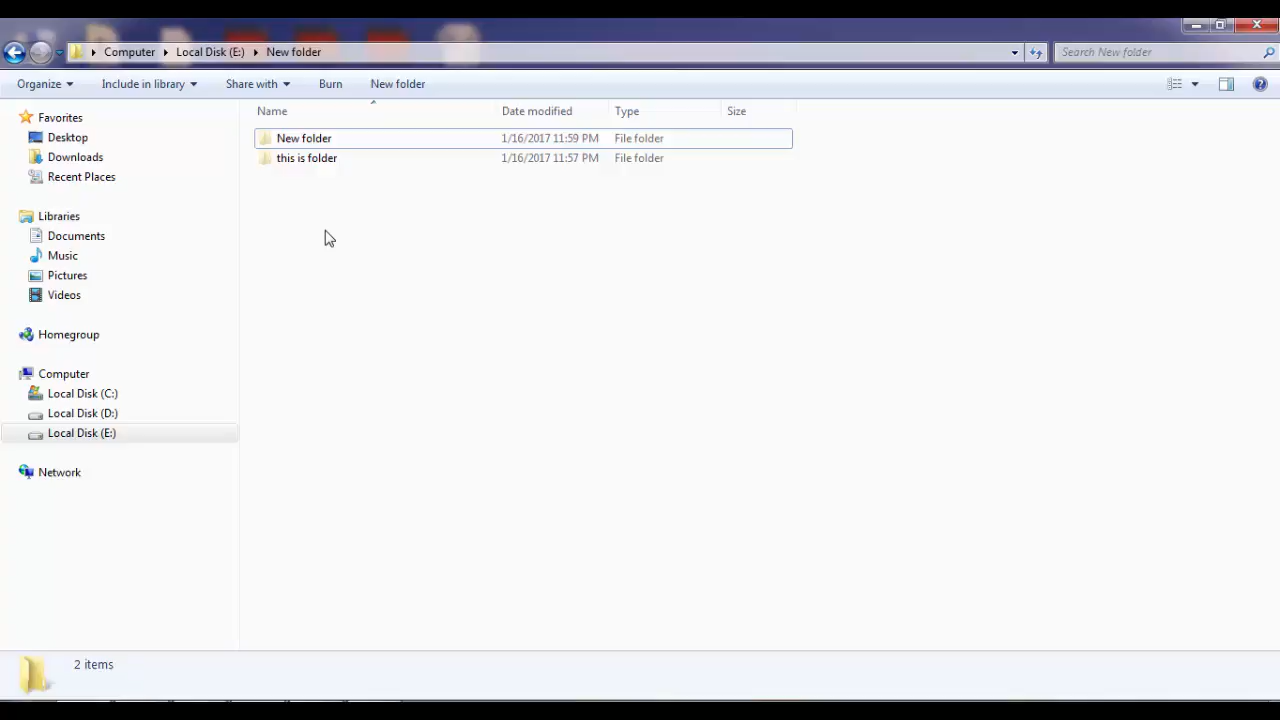 Computer Local Disk (E:) New folder Search New folder
Organize Include in library Share with Burn New folder
Name Date modified Type Size
New folder 1/16/2017 11:59 PM File folder
this is folder 1/16/2017 11:57 PM File folder
Favorites
Desktop
Downloads
Recent Places
Libraries
Documents
Music
Pictures
Videos
Homegroup
Computer
Local Disk (C:)
Local Disk (D:)
Local Disk (E:)
Network
2 items